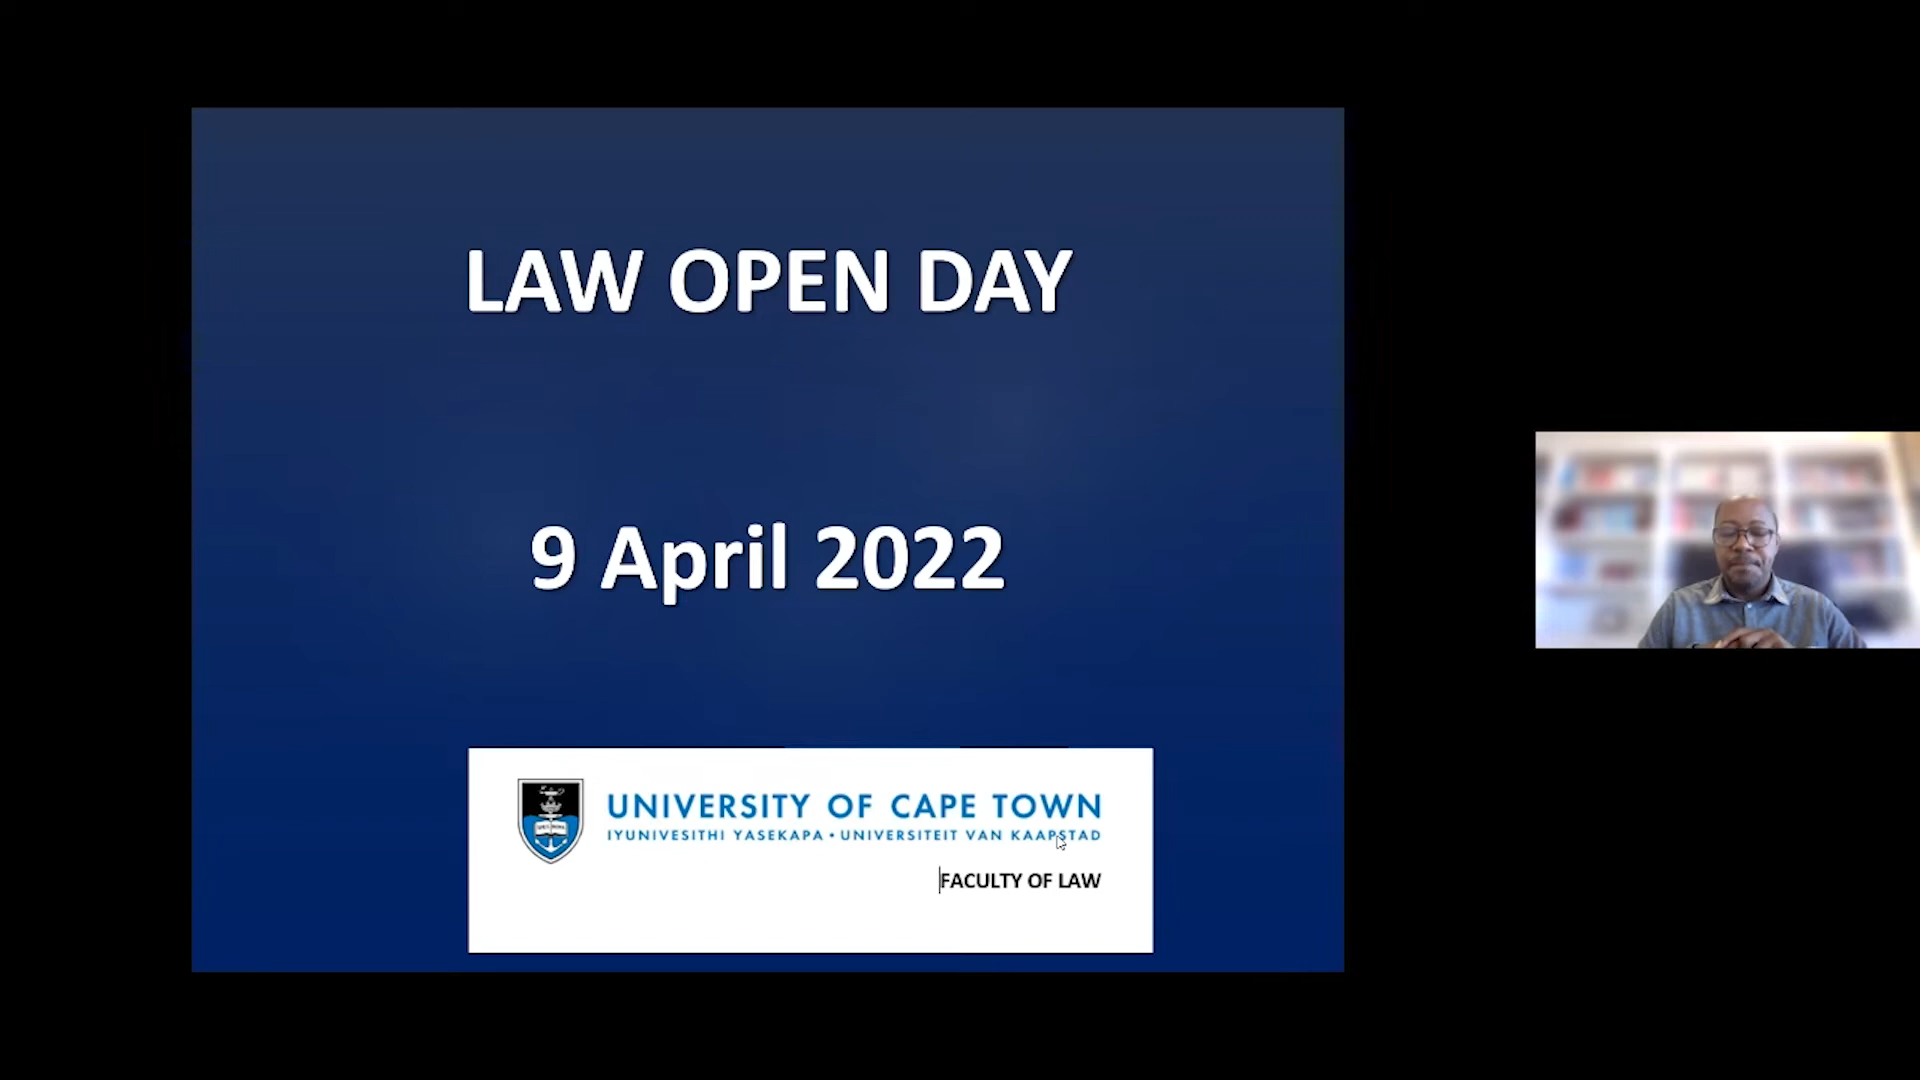 LAW OPEN DAY
9 April 2022
UNIVERSITY OF CAPE TOWN
IYUNIVESITHI YASEKAPA • UNIVERSITEIT VAN KAAPSTAD
FACULTY OF LAW